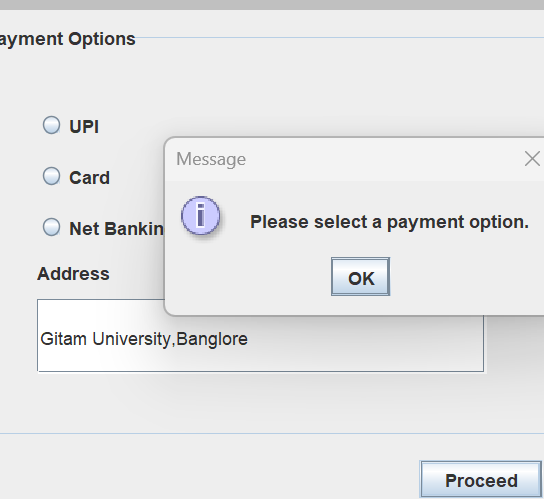 ayment Options
UPI
Card
Net Bankin
Address
Gitam University,Banglore
Message
i
Please select a payment option.
OK
Proceed